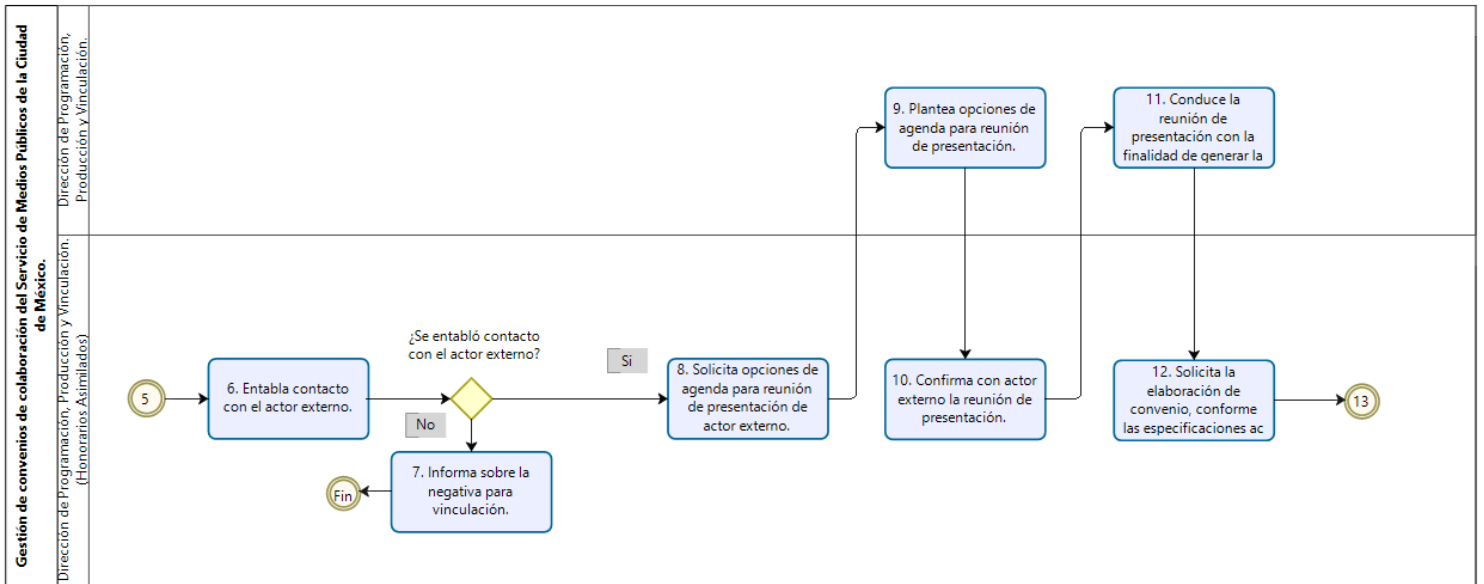 Gestión de convenios de colaboración del Servicio de Medios Públicos de la Ciudad
de México.
Dirección de Programación,
Producción y Vinculación.
9. Plantea opciones de
agenda para reunión
de presentación.
11. Conduce la
reunión de
presentación con la
finalidad de generar la
Dirección de Programación, Producción y Vinculación.
(Honorarios Asimilados)
5
6. Entabla contacto
con el actor externo.
¿Se entabló contacto
con el actor externo?
Si
No
7. Informa sobre la
negativa para
vinculación.
Fin
8. Solicita opciones de
agenda para reunión
de presentación de
actor externo.
10. Confirma con actor
externo la reunión de
presentación.
12. Solicita la
elaboración de
convenio, conforme
las especificaciones ac
13